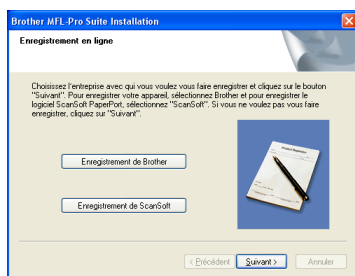 Brother MFL-Pro Suite Installation
Enregistrement en ligne
Choisissez l'entreprise avec qui vous voulez vous faire enregistrer et cliquez sur le bouton
"Suivant". Pour enregistrer votre appareil, sélectionnez Brother et pour enregistrer le
logiciel ScanSoft PaperPort, sélectionnez "ScanSoft". Si vous ne voulez pas vous faire
enregistrer, cliquez sur "Suivant".
Enregistrement de Brother
Enregistrement de ScanSoft
Product Registration
< Précédent
Suivant >
Annuler